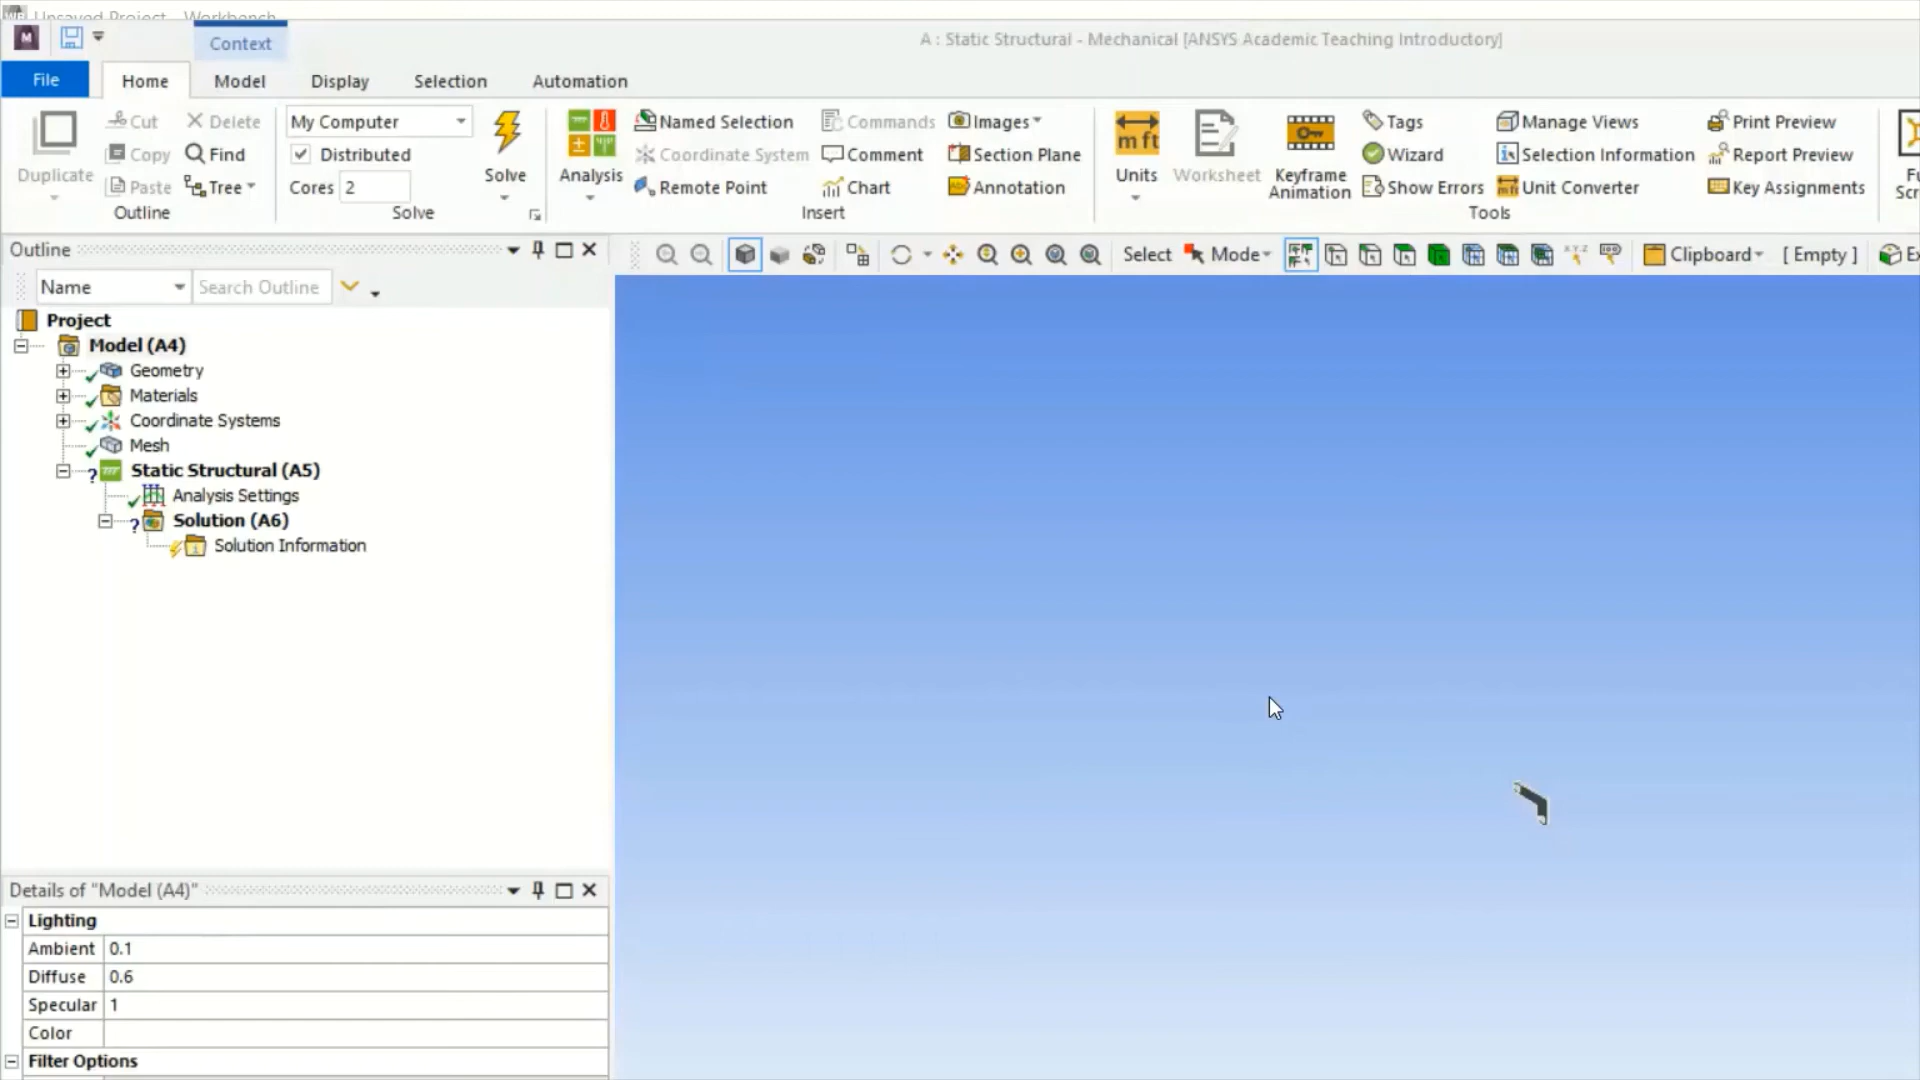 Unsaved Project - Workbench
Context
A : Static Structural - Mechanical [ANSYS Academic Teaching Introductory]
File Home Model Display Selection Automation
Duplicate
Cut
Copy
Paste
Delete
Find
Tree
Outline
My Computer
Distributed
Cores 2
Solve
Solve
Analysis
Named Selection
Coordinate System
Remote Point
Commands
Comment
Chart
Images
Section Plane
Annotation
Insert
Units
Worksheet
Keyframe
Animation
Tags
Wizard
Show Errors
Manage Views
Selection Information
Unit Converter
Print Preview
Report Preview
Key Assignments
Tools
Outline
Select Mode Clipboard [ Empty ]
Name Search Outline
Project
Model (A4)
Geometry
Materials
Coordinate Systems
Mesh
Static Structural (A5)
Analysis Settings
Solution (A6)
Solution Information
Details of "Model (A4)"
Lighting
Ambient 0.1
Diffuse 0.6
Specular 1
Color
Filter Options